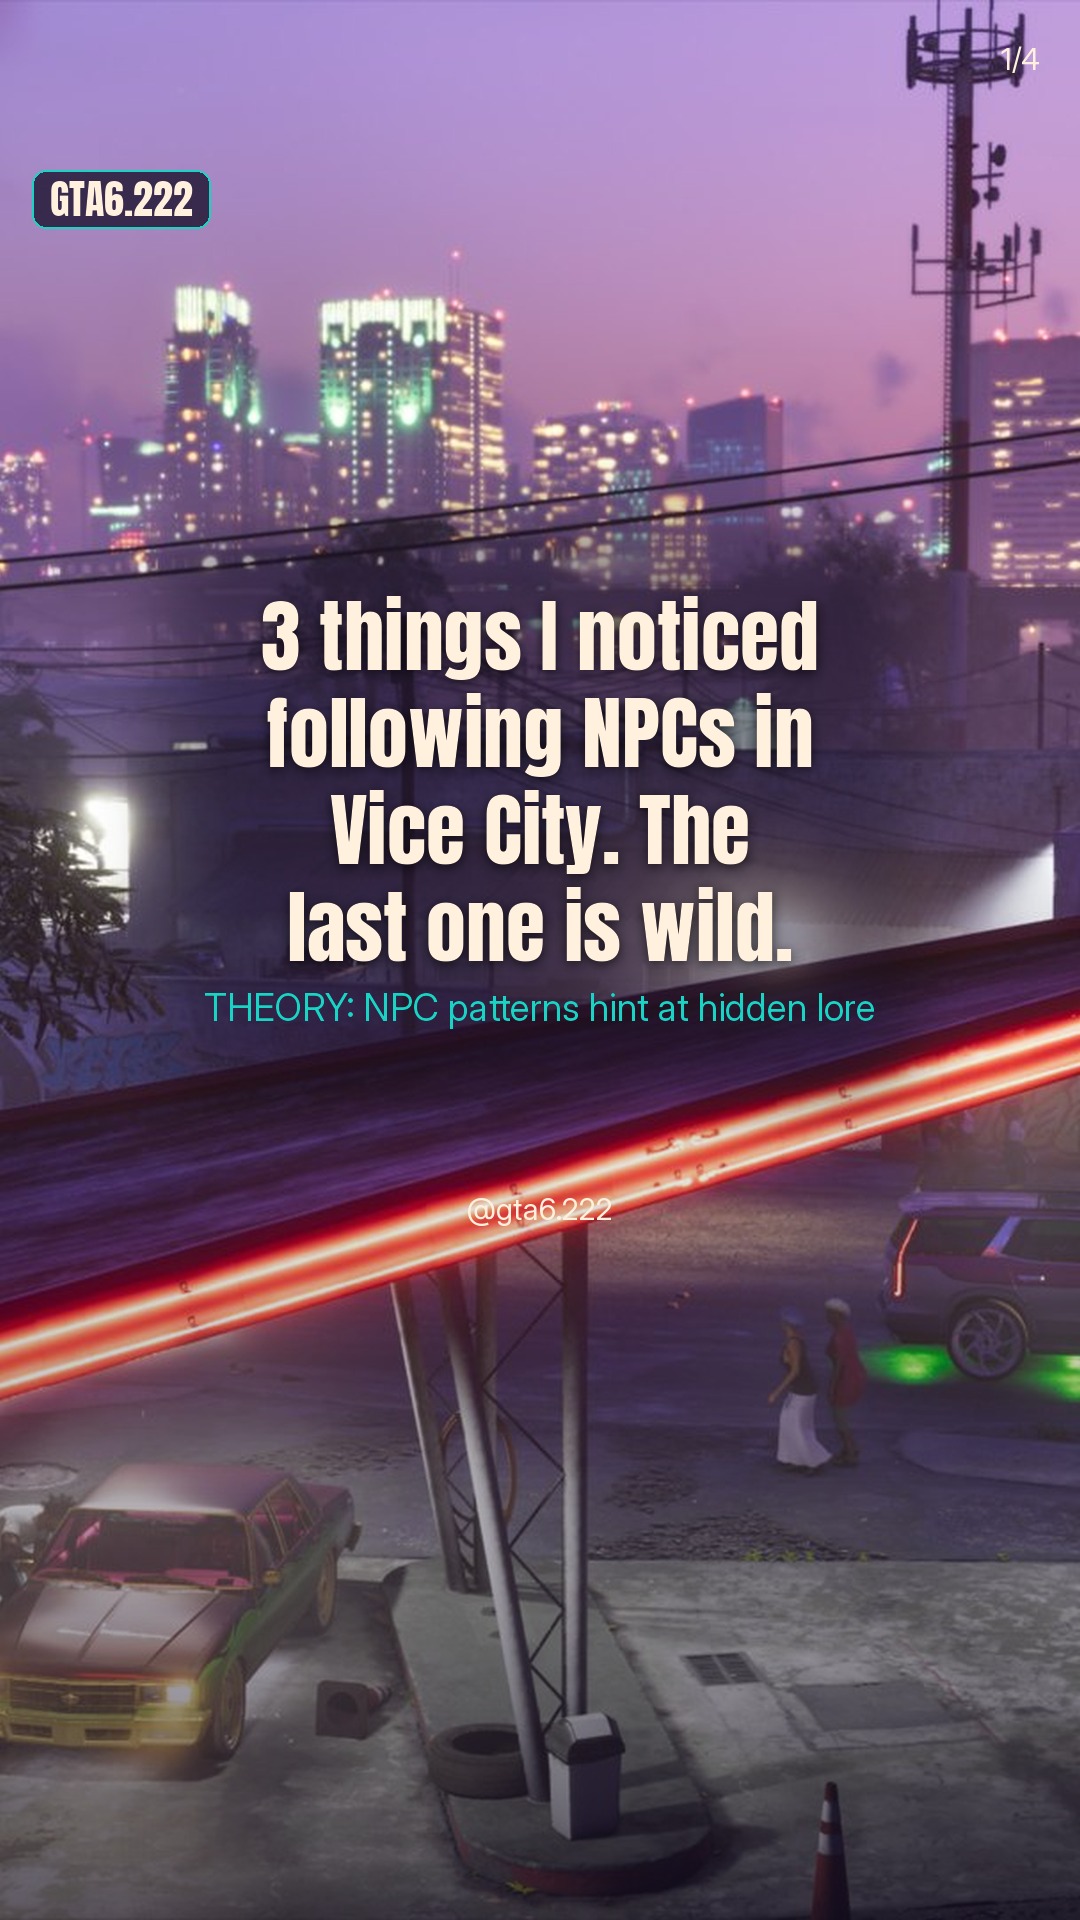 1/4
GTA6.222
3 things I noticed
following NPCs in
Vice City. The
last one is wild.
THEORY: NPC patterns hint at hidden lore
@gta6.222